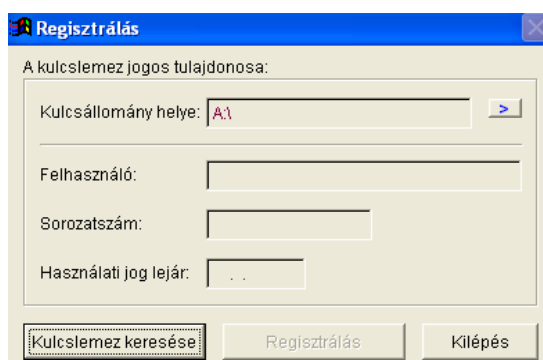 Regisztrálás
A kulcslemez jogos tulajdonosa:
Kulcsállomány helye: A:\ >
Felhasználó:
Sorozatszám:
Használati jog lejár: . .
Kulcslemez keresése Regisztrálás Kilépés